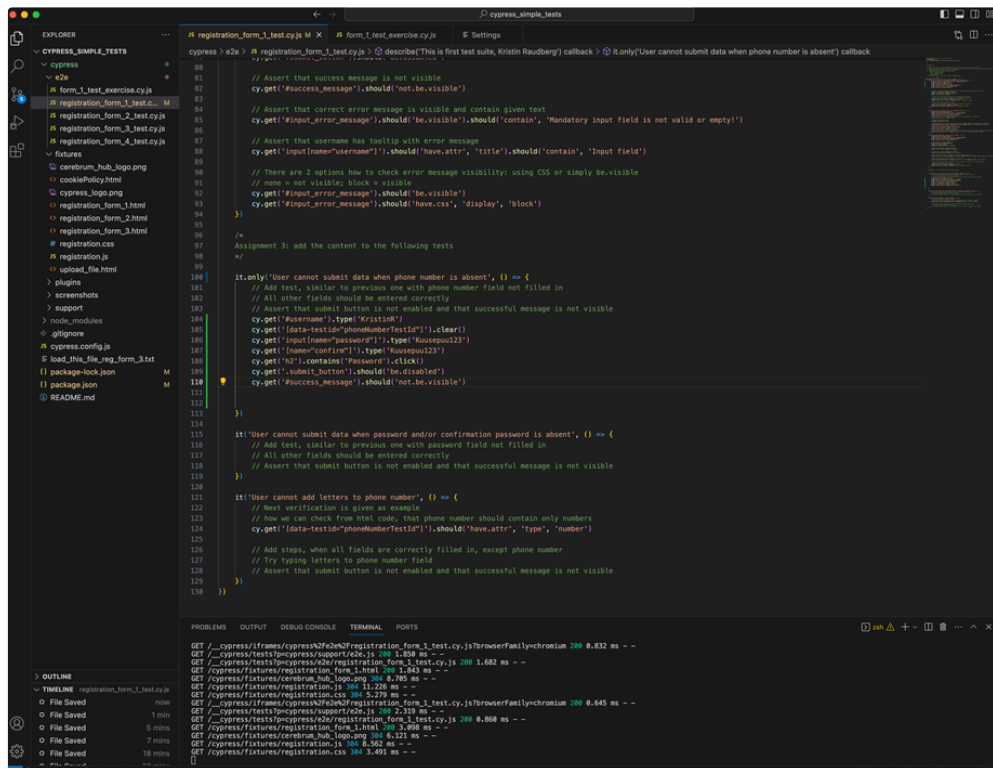 cypress_simple_tests
EXPLORER
CYPRESS_SIMPLE_TESTS
cypress
e2e
JS form_1_test_exercise.cy.js
JS registration_form_1_test.c... M
JS registration_form_2_test.cy.js
JS registration_form_3_test.cy.js
JS registration_form_4_test.cy.js
fixtures
cerebrum_hub_logo.png
cookiePolicy.html
cypress_logo.png
registration_form_1.html
registration_form_2.html
registration_form_3.html
# registration.css
JS registration.js
upload_file.html
plugins
screenshots
support
node_modules
.gitignore
JS cypress.config.js
load_this_file_reg_form_3.txt
{} package-lock.json M
{} package.json M
README.md
OUTLINE
TIMELINE registration_form_1_test.cy.js
File Saved now
File Saved 1 min
File Saved 5 mins
File Saved 7 mins
File Saved 18 mins
JS registration_form_1_test.cy.js M × JS form_1_test_exercise.cy.js Settings
cypress > e2e > JS registration_form_1_test.cy.js > describe('This is first test suite, Kristin Raudberg') callback > it.only('User cannot submit data when phone number is absent') callback
80
81 // Assert that success message is not visible
82 cy.get('#success_message').should('not.be.visible')
83
84 // Assert that correct error message is visible and contain given text
85 cy.get('#input_error_message').should('be.visible').should('contain', 'Mandatory input field is not valid or empty!')
86
87 // Assert that username has tooltip with error message
88 cy.get('input[name="username"]').should('have.attr', 'title').should('contain', 'Input field')
89
90 // There are 2 options how to check error message visibility: using CSS or simply be.visible
91 // none = not visible; block = visible
92 cy.get('#input_error_message').should('be.visible')
93 cy.get('#input_error_message').should('have.css', 'display', 'block')
94 })
95
96 /*
97 Assignment 3: add the content to the following tests
98 */
99
100 it.only('User cannot submit data when phone number is absent', () => {
101 // Add test, similar to previous one with phone number field not filled in
102 // All other fields should be entered correctly
103 // Assert that submit button is not enabled and that successful message is not visible
104 cy.get('#username').type('KristinR')
105 cy.get('[data-testid="phoneNumberTestId"]').clear()
106 cy.get('input[name="password"]').type('Kuusepuu123')
107 cy.get('[name="confirm"]').type('Kuusepuu123')
108 cy.get('h2').contains('Password').click()
109 cy.get('.submit_button').should('be.disabled')
110 cy.get('#success_message').should('not.be.visible')
111
112
113 })
114
115 it('User cannot submit data when password and/or confirmation password is absent', () => {
116 // Add test, similar to previous one with password field not filled in
117 // All other fields should be entered correctly
118 // Assert that submit button is not enabled and that successful message is not visible
119 })
120
121 it('User cannot add letters to phone number', () => {
122 // Next verification is given as example
123 // how we can check from html code, that phone number should contain only numbers
124 cy.get('[data-testid="phoneNumberTestId"]').should('have.attr', 'type', 'number')
125
126 // Add steps, when all fields are correctly filled in, except phone number
127 // Try typing letters to phone number field
128 // Assert that submit button is not enabled and that successful message is not visible
129 })
130 })
PROBLEMS OUTPUT DEBUG CONSOLE TERMINAL PORTS
zsh
GET /__cypress/iframes/cypress%2Fe2e%2Fregistration_form_1_test.cy.js?browserFamily=chromium 200 0.832 ms - -
GET /__cypress/tests?p=cypress/support/e2e.js 200 1.850 ms - -
GET /__cypress/tests?p=cypress/e2e/registration_form_1_test.cy.js 200 1.682 ms - -
GET /cypress/fixtures/registration_form_1.html 200 1.843 ms - -
GET /cypress/fixtures/cerebrum_hub_logo.png 304 8.705 ms - -
GET /cypress/fixtures/registration.js 304 11.226 ms - -
GET /cypress/fixtures/registration.css 304 5.279 ms - -
GET /__cypress/iframes/cypress%2Fe2e%2Fregistration_form_1_test.cy.js?browserFamily=chromium 200 0.645 ms - -
GET /__cypress/tests?p=cypress/support/e2e.js 200 2.319 ms - -
GET /__cypress/tests?p=cypress/e2e/registration_form_1_test.cy.js 200 0.860 ms - -
GET /cypress/fixtures/registration_form_1.html 200 3.098 ms - -
GET /cypress/fixtures/cerebrum_hub_logo.png 304 6.121 ms - -
GET /cypress/fixtures/registration.js 304 8.562 ms - -
GET /cypress/fixtures/registration.css 304 3.491 ms - -